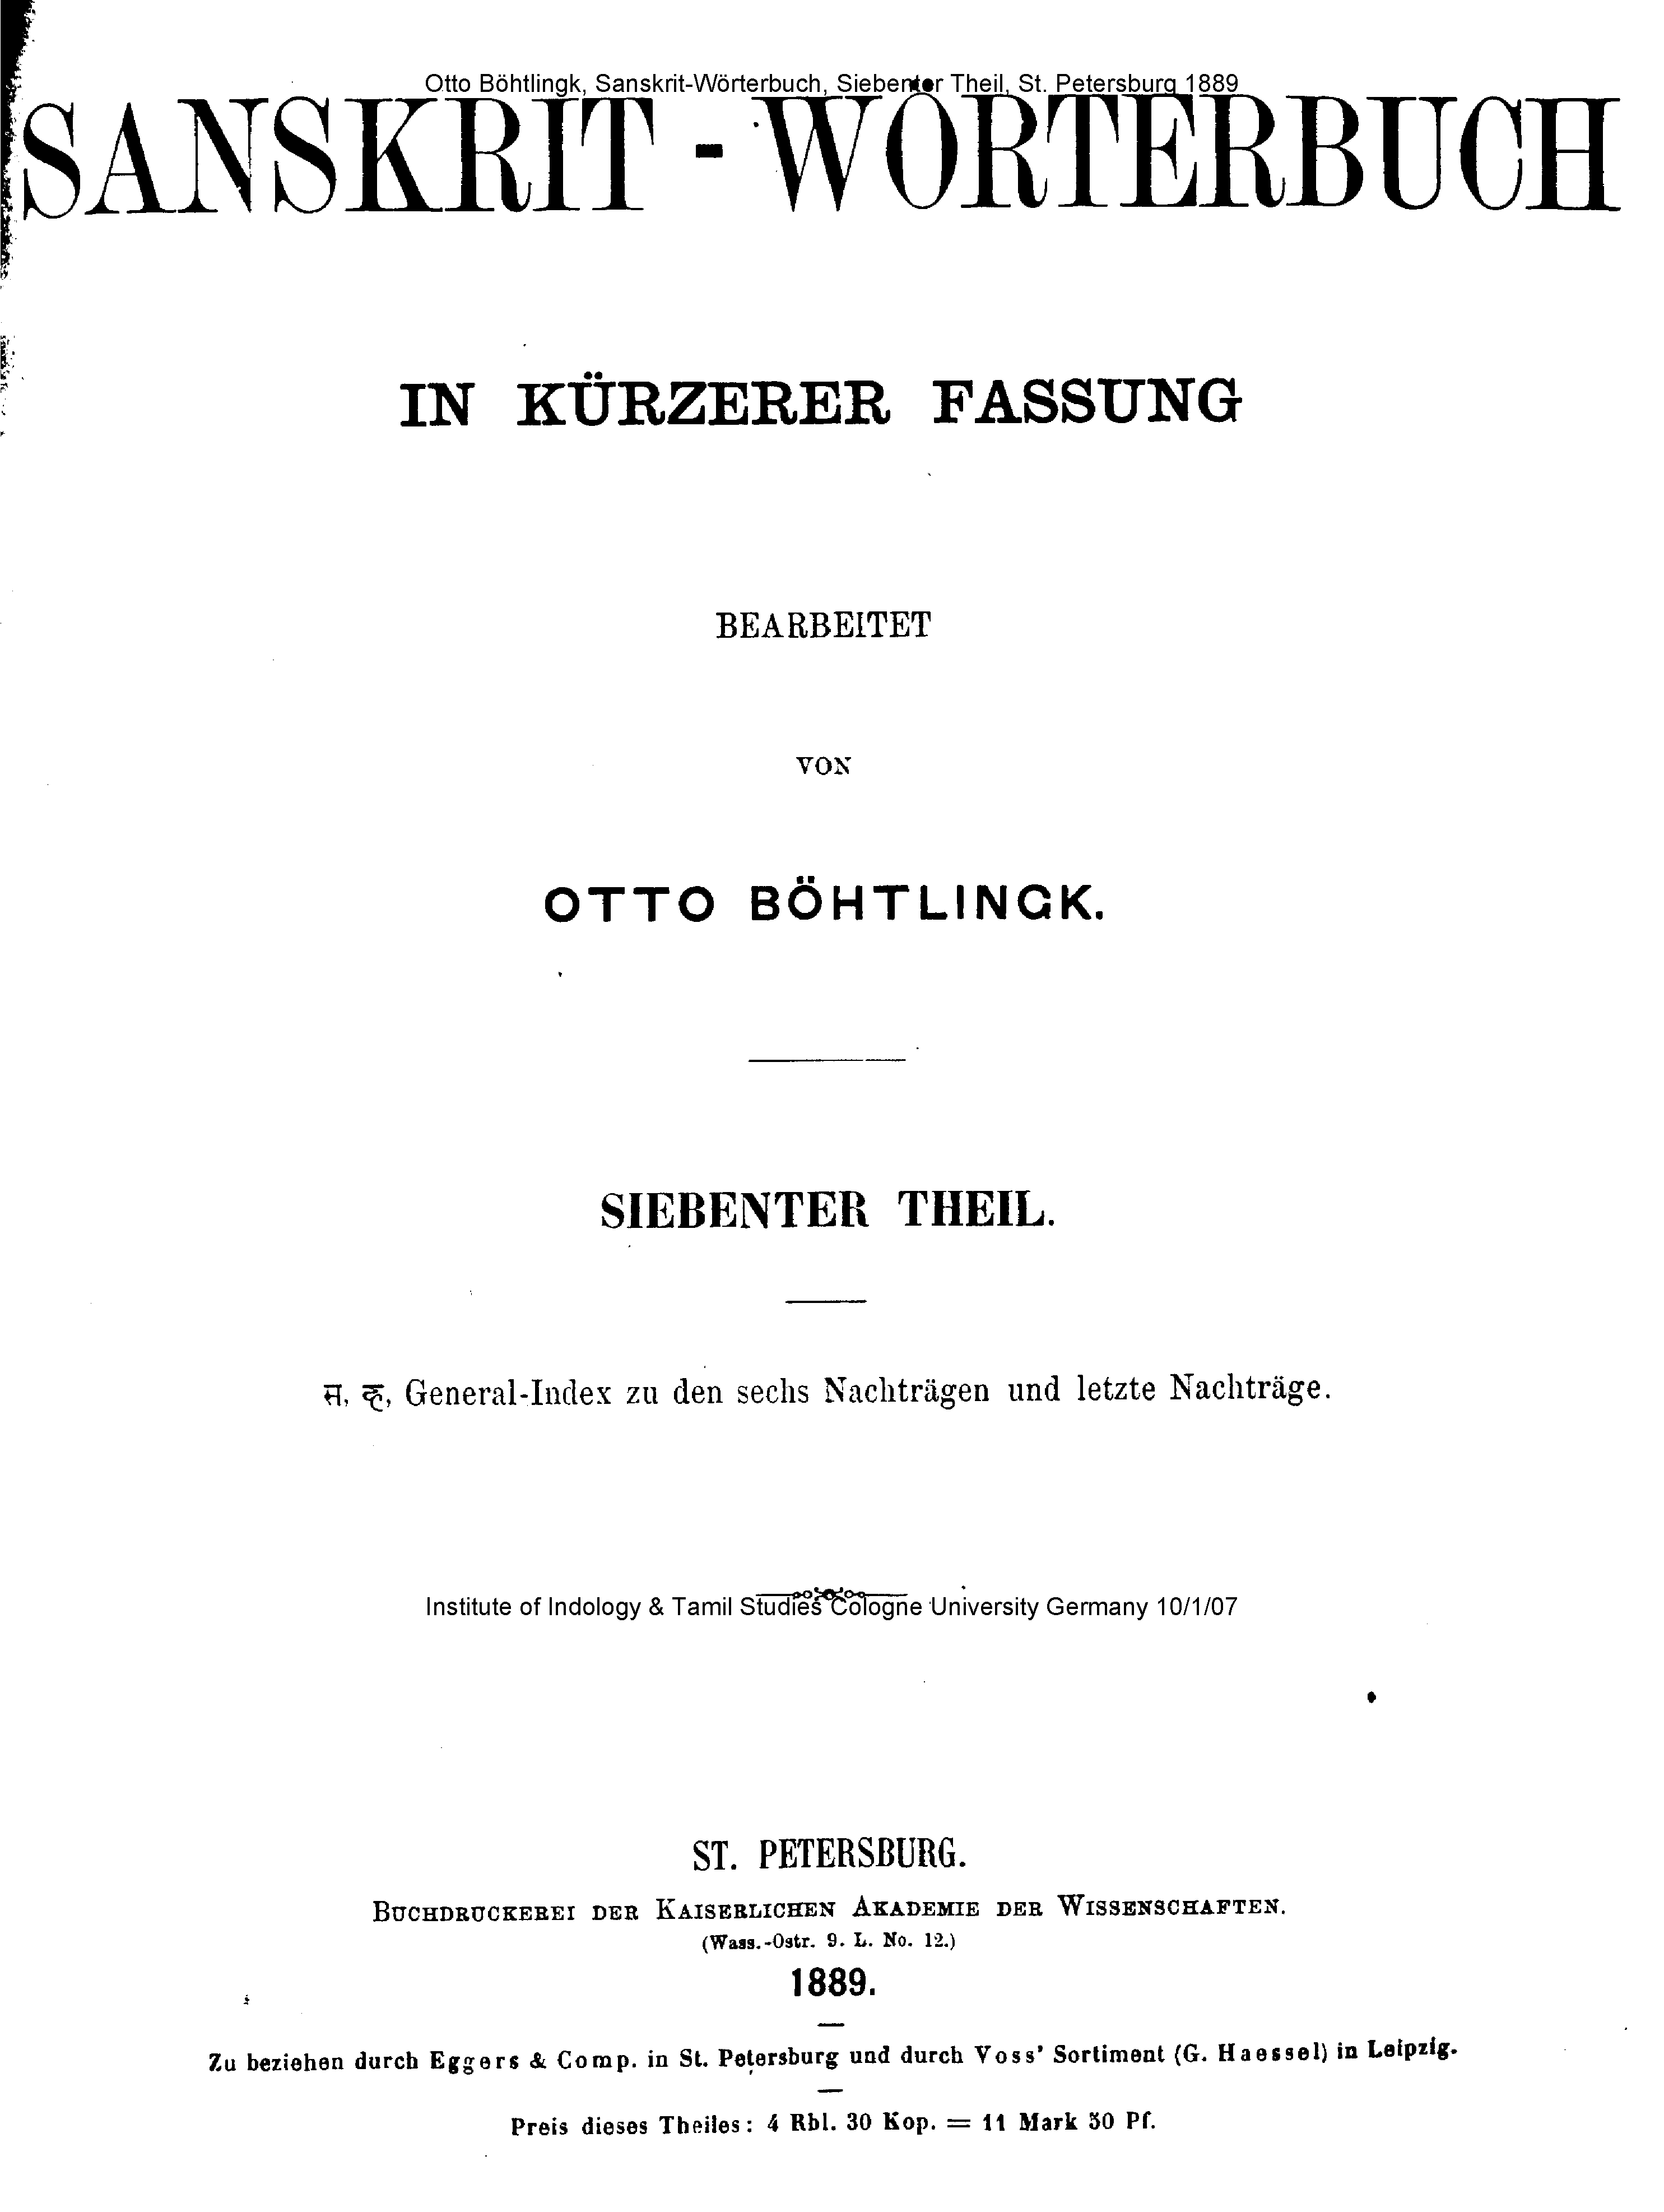 Otto Böhtlingk, Sanskrit-Wörterbuch, Siebenter Theil, St. Petersburg 1889
SANSKRIT - WÖRTERBUCH
IN KÜRZERER FASSUNG
BEARBEITET
VON
OTTO BÖHTLINGK.
SIEBENTER THEIL.
स, ह, General-Index zu den sechs Nachträgen und letzte Nachträge.
Institute of Indology & Tamil Studies Cologne University Germany 10/1/07
ST. PETERSBURG.
BUCHDRUCKEREI DER KAISERLICHEN AKADEMIE DER WISSENSCHAFTEN.
(Wass.-Ostr. 9. L. No. 12.)
1889.
Zu beziehen durch Eggers & Comp. in St. Petersburg und durch Voss' Sortiment (G. Haessel) in Leipzig.
Preis dieses Theiles: 4 Rbl. 30 Kop. = 11 Mark 50 Pf.